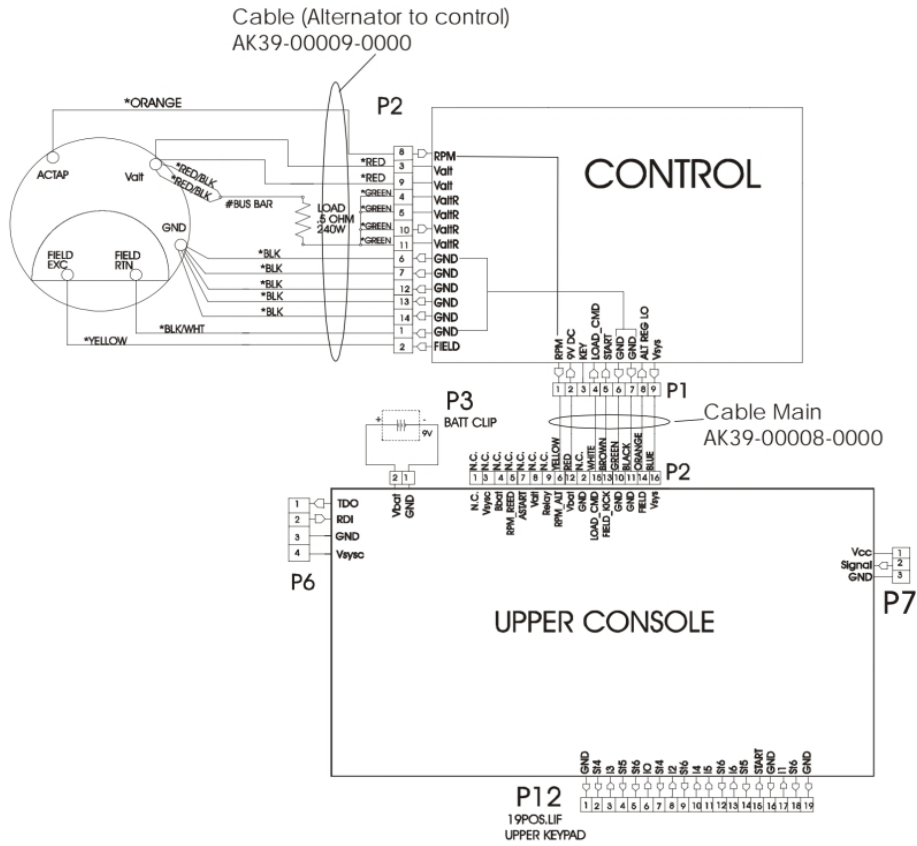 Cable (Alternator to control)
AK39-00009-0000
P2
*ORANGE
ACTAP
Valt
*RED/BLK
*RED/BLK
#BUS BAR
GND
FIELD
EXC
FIELD
RTN
LOAD
.5 OHM
240W
*RED
*RED
*GREEN
*GREEN
*GREEN
*GREEN
*BLK
*BLK
*BLK
*BLK
*BLK
*BLK/WHT
*YELLOW
8 RPM
3 Valt
9 Valt
4 ValtR
5 ValtR
10 ValtR
11 ValtR
6 GND
7 GND
12 GND
13 GND
14 GND
1 GND
2 FIELD
CONTROL
RPM 9V DC KEY LOAD_CMD START GND GND ALT REG LO Vsys
1 2 3 4 5 6 7 8 9
P1
Cable Main
AK39-00008-0000
P3
BATT CLIP
+ -
9V
2 1
Vbat GND
N.C. N.C. N.C. N.C. N.C. N.C. N.C. YELLOW RED N.C. WHITE BROWN GREEN BLACK ORANGE BLUE
1 3 4 5 7 8 9 6 12 2 15 13 10 11 14 16
P2
N.C. Vsysc Bbat RPM_REED ASTART Valt Relay RPM_ALT Vbat GND LOAD_CMD FIELD_KICK GND GND FIELD Vsys
1 TDO
2 RDI
3 GND
4 Vsysc
P6
Vcc 1
Signal 2
GND 3
P7
UPPER CONSOLE
GND St4 I3 St5 St6 IO St4 I2 St6 I4 I5 St6 I6 St5 START GND I1 St6 GND
1 2 3 4 5 6 7 8 9 10 11 12 13 14 15 16 17 18 19
P12
19POS.LIF
UPPER KEYPAD